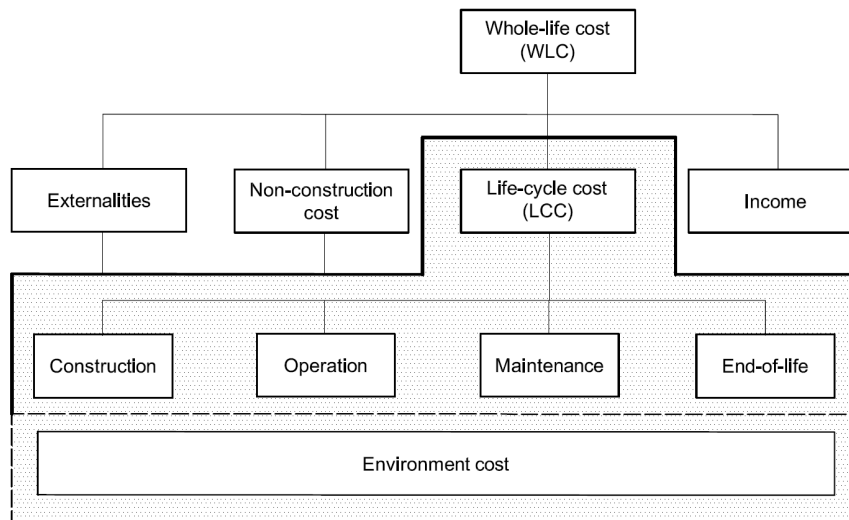 Whole-life cost
(WLC)
Externalities
Non-construction
cost
Life-cycle cost
(LCC)
Income
Construction
Operation
Maintenance
End-of-life
Environment cost